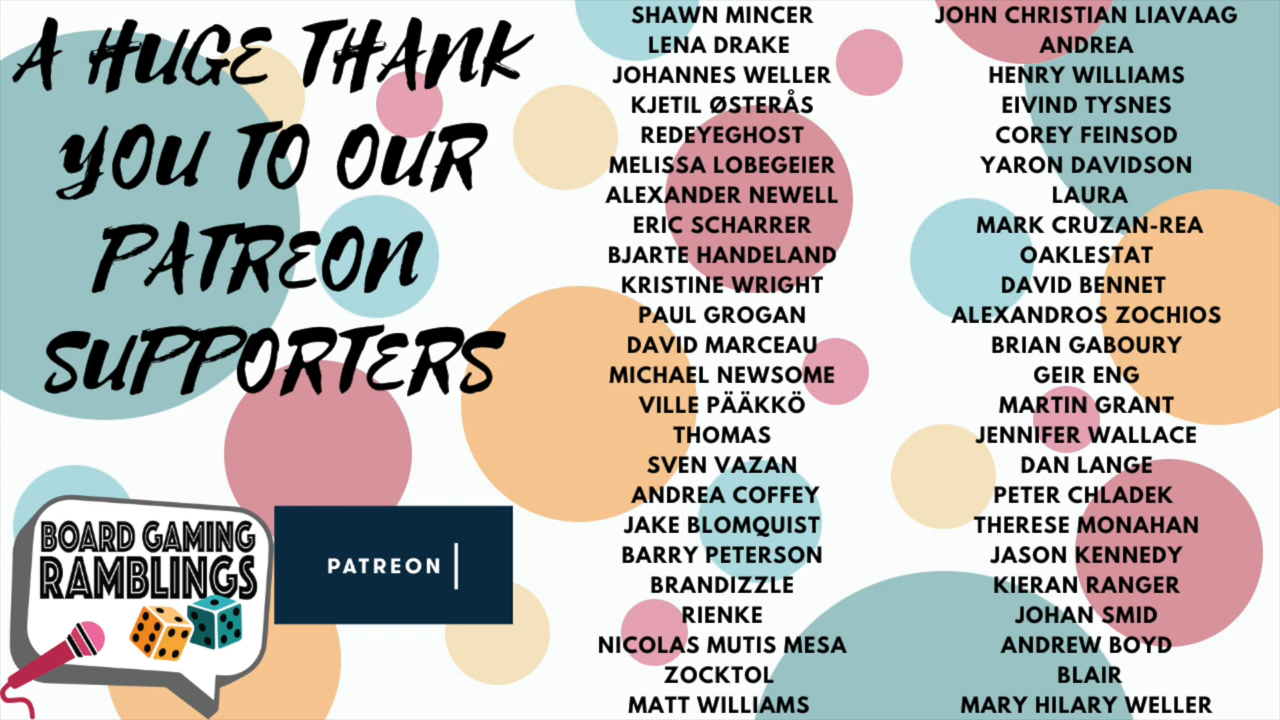 A HUGE THANK
YOU TO OUR
PATREON
SUPPORTERS
BOARD GAMING
RAMBLINGS
PATREON
SHAWN MINCER
LENA DRAKE
JOHANNES WELLER
KJETIL ØSTERÅS
REDEYEGHOST
MELISSA LOBEGEIER
ALEXANDER NEWELL
ERIC SCHARRER
BJARTE HANDELAND
KRISTINE WRIGHT
PAUL GROGAN
DAVID MARCEAU
MICHAEL NEWSOME
VILLE PÄÄKKÖ
THOMAS
SVEN VAZAN
ANDREA COFFEY
JAKE BLOMQUIST
BARRY PETERSON
BRANDIZZLE
RIENKE
NICOLAS MUTIS MESA
ZOCKTOL
MATT WILLIAMS
JOHN CHRISTIAN LIAVAAG
ANDREA
HENRY WILLIAMS
EIVIND TYSNES
COREY FEINSOD
YARON DAVIDSON
LAURA
MARK CRUZAN-REA
OAKLESTAT
DAVID BENNET
ALEXANDROS ZOCHIOS
BRIAN GABOURY
GEIR ENG
MARTIN GRANT
JENNIFER WALLACE
DAN LANGE
PETER CHLADEK
THERESE MONAHAN
JASON KENNEDY
KIERAN RANGER
JOHAN SMID
ANDREW BOYD
BLAIR
MARY HILARY WELLER